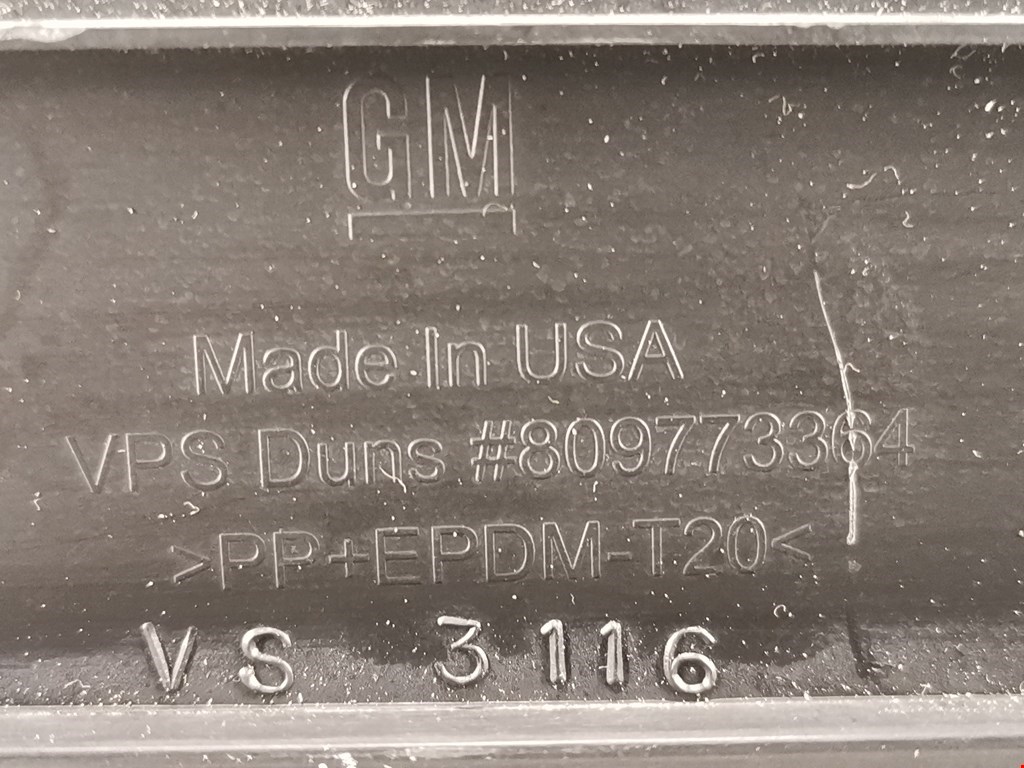 GM
Made In USA
VPS Duns #809773364
>PP+EPDM-T20<
VS 3116